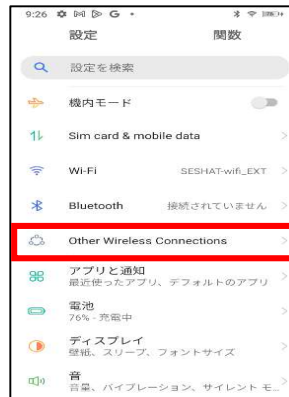 9:26
設定 関数
設定を検索
機内モード
Sim card & mobile data
Wi-Fi SESHAT-wifi_EXT
Bluetooth 接続されていません
Other Wireless Connections
アプリと通知
最近使ったアプリ、デフォルトのアプリ
電池
76% - 充電中
ディスプレイ
壁紙、スリープ、フォントサイズ
音
音量、バイブレーション、サイレント モ...